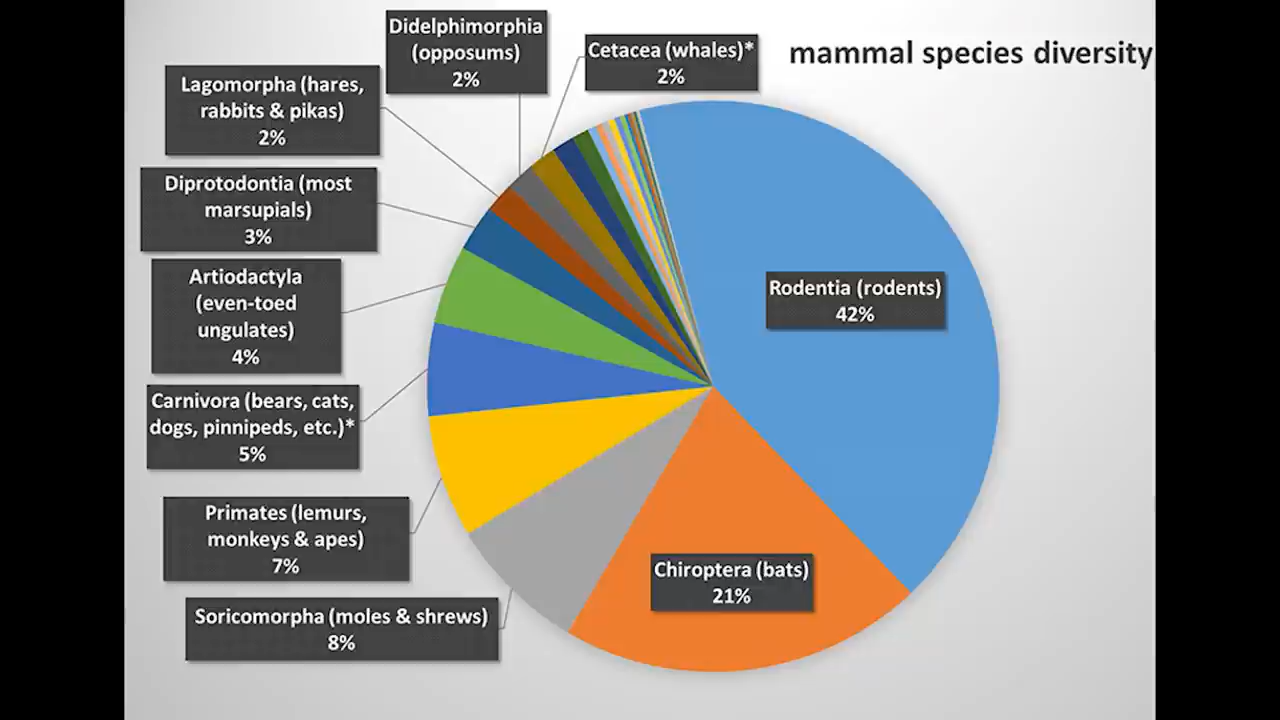 mammal species diversity
Didelphimorphia
(opossums)
2%
Cetacea (whales)*
2%
Lagomorpha (hares,
rabbits & pikas)
2%
Diprotodontia (most
marsupials)
3%
Artiodactyla
(even-toed
ungulates)
4%
Carnivora (bears, cats,
dogs, pinnipeds, etc.)*
5%
Primates (lemurs,
monkeys & apes)
7%
Soricomorpha (moles & shrews)
8%
Rodentia (rodents)
42%
Chiroptera (bats)
21%